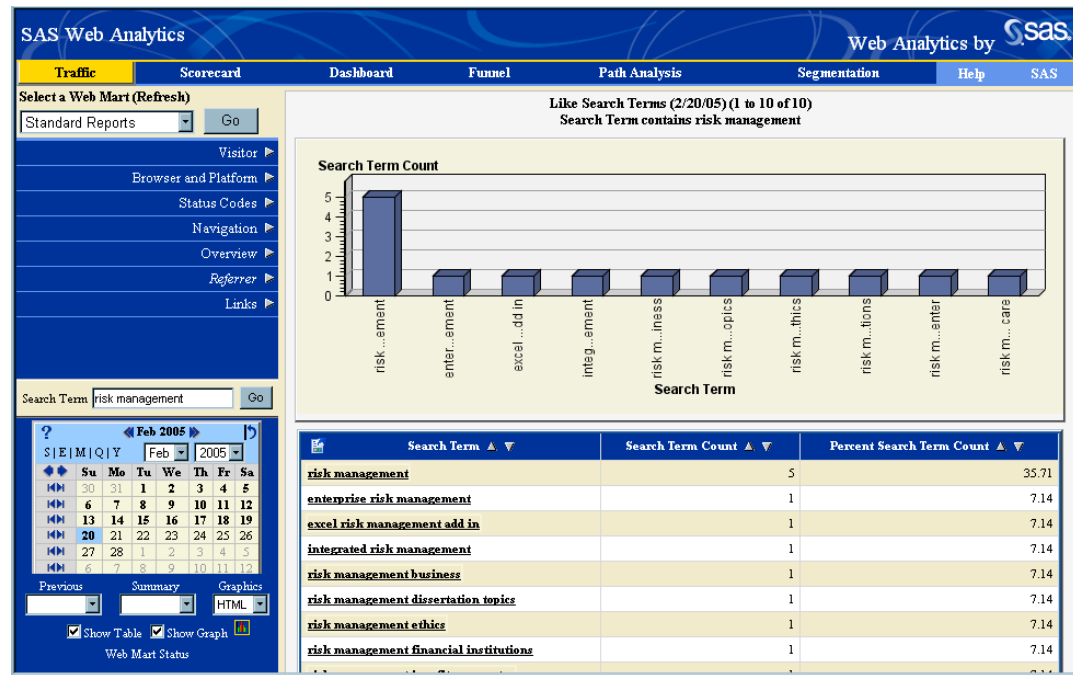 SAS Web Analytics
Web Analytics by sas.
Traffic Scorecard Dashboard Funnel Path Analysis Segmentation Help SAS
Select a Web Mart (Refresh)
Standard Reports Go
Visitor
Browser and Platform
Status Codes
Navigation
Overview
Referrer
Links
Search Term risk management Go
? Feb 2005
S | E | M | Q | Y Feb 2005
Su Mo Tu We Th Fr Sa
30 31 1 2 3 4 5
6 7 8 9 10 11 12
13 14 15 16 17 18 19
20 21 22 23 24 25 26
27 28 1 2 3 4 5
6 7 8 9 10 11 12
Previous Summary Graphics
HTML
Show Table Show Graph
Web Mart Status
Like Search Terms (2/20/05) (1 to 10 of 10)
Search Term contains risk management
Search Term Count
5
4
3
2
1
0
risk ...ement
enter...ement
excel ...dd in
integ...ement
risk m...iness
risk m...opics
risk m...thics
risk m...tions
risk m...enter
risk m... care
Search Term
Search Term Search Term Count Percent Search Term Count
risk management 5 35.71
enterprise risk management 1 7.14
excel risk management add in 1 7.14
integrated risk management 1 7.14
risk management business 1 7.14
risk management dissertation topics 1 7.14
risk management ethics 1 7.14
risk management financial institutions 1 7.14